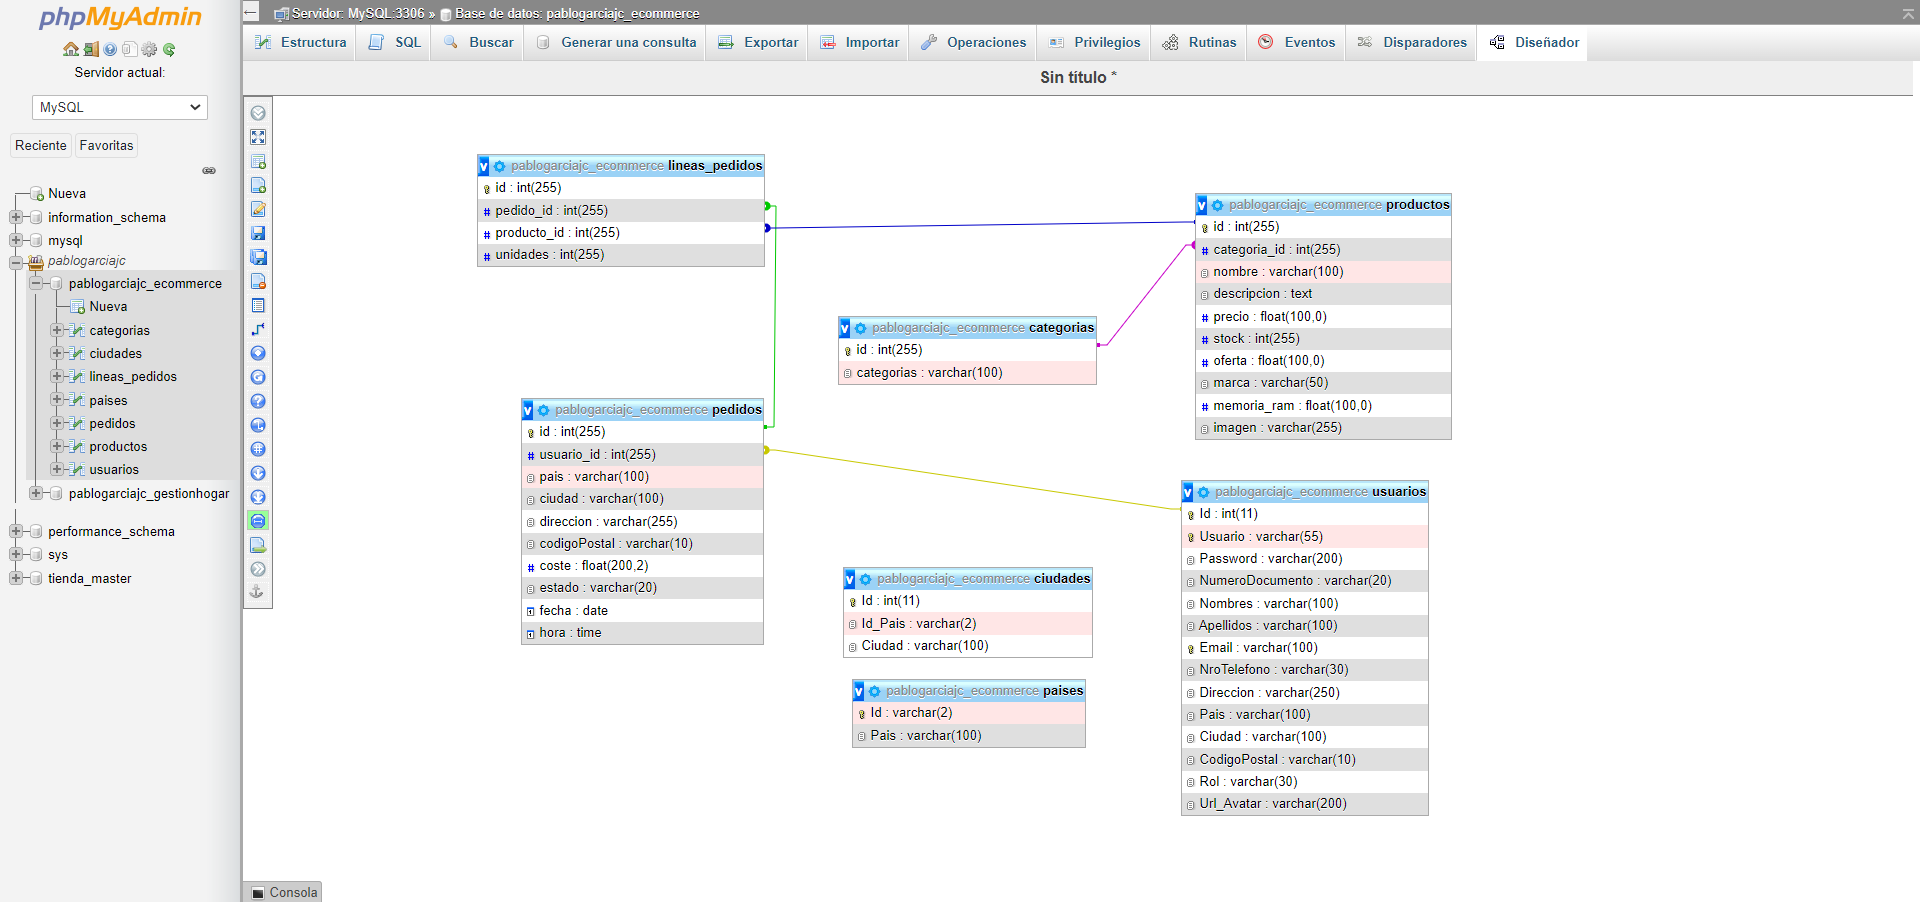 phpMyAdmin
Servidor actual:
MySQL
Reciente
Favoritas
Nueva
information_schema
mysql
pablogarciajc
pablogarciajc_ecommerce
Nueva
categorias
ciudades
lineas_pedidos
paises
pedidos
productos
usuarios
pablogarciajc_gestionhogar
performance_schema
sys
tienda_master
Servidor: MySQL:3306 » Base de datos: pablogarciajc_ecommerce
Estructura
SQL
Buscar
Generar una consulta
Exportar
Importar
Operaciones
Privilegios
Rutinas
Eventos
Disparadores
Diseñador
Sin título *
v pablogarciajc_ecommerce lineas_pedidos
id : int(255)
# pedido_id : int(255)
# producto_id : int(255)
# unidades : int(255)
v pablogarciajc_ecommerce productos
id : int(255)
# categoria_id : int(255)
nombre : varchar(100)
descripcion : text
# precio : float(100,0)
# stock : int(255)
# oferta : float(100,0)
marca : varchar(50)
# memoria_ram : float(100,0)
imagen : varchar(255)
v pablogarciajc_ecommerce categorias
id : int(255)
categorias : varchar(100)
v pablogarciajc_ecommerce pedidos
id : int(255)
# usuario_id : int(255)
pais : varchar(100)
ciudad : varchar(100)
direccion : varchar(255)
codigoPostal : varchar(10)
# coste : float(200,2)
estado : varchar(20)
fecha : date
hora : time
v pablogarciajc_ecommerce usuarios
Id : int(11)
Usuario : varchar(55)
Password : varchar(200)
NumeroDocumento : varchar(20)
Nombres : varchar(100)
Apellidos : varchar(100)
Email : varchar(100)
NroTelefono : varchar(30)
Direccion : varchar(250)
Pais : varchar(100)
Ciudad : varchar(100)
CodigoPostal : varchar(10)
Rol : varchar(30)
Url_Avatar : varchar(200)
v pablogarciajc_ecommerce ciudades
Id : int(11)
Id_Pais : varchar(2)
Ciudad : varchar(100)
v pablogarciajc_ecommerce paises
Id : varchar(2)
Pais : varchar(100)
Consola